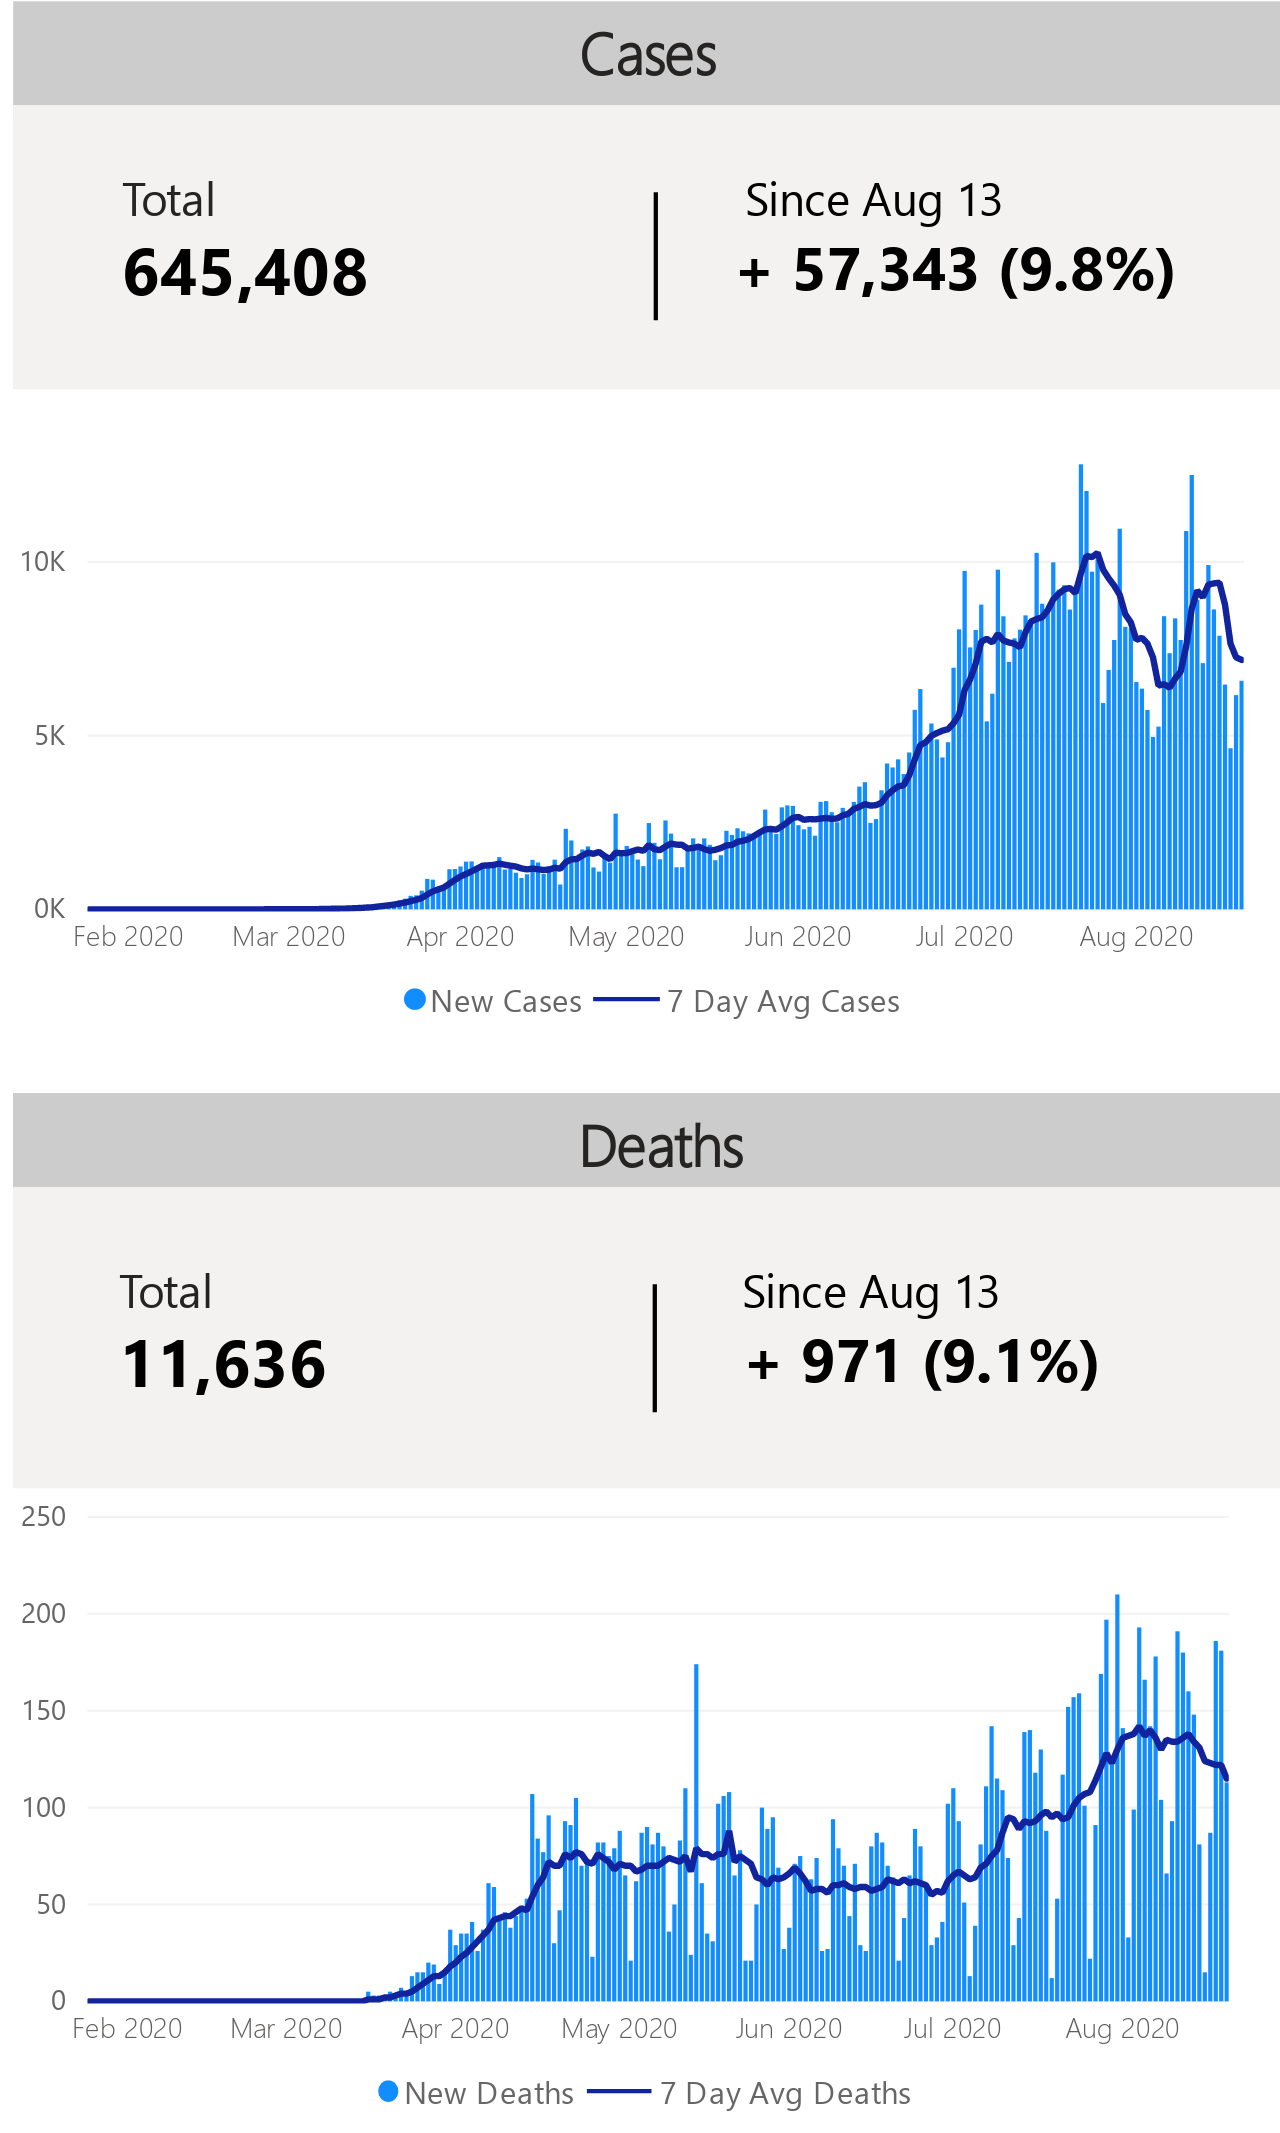 Cases
Total
Since Aug 13
645,408
+ 57,343 (9.8%)
10K
5K
0K
Feb 2020 Mar 2020 Apr 2020 May 2020 Jun 2020 Jul 2020 Aug 2020
New Cases 7 Day Avg Cases
Deaths
Total
Since Aug 13
11,636
+ 971 (9.1%)
250
200
150
100
50
0
Feb 2020 Mar 2020 Apr 2020 May 2020 Jun 2020 Jul 2020 Aug 2020
New Deaths 7 Day Avg Deaths